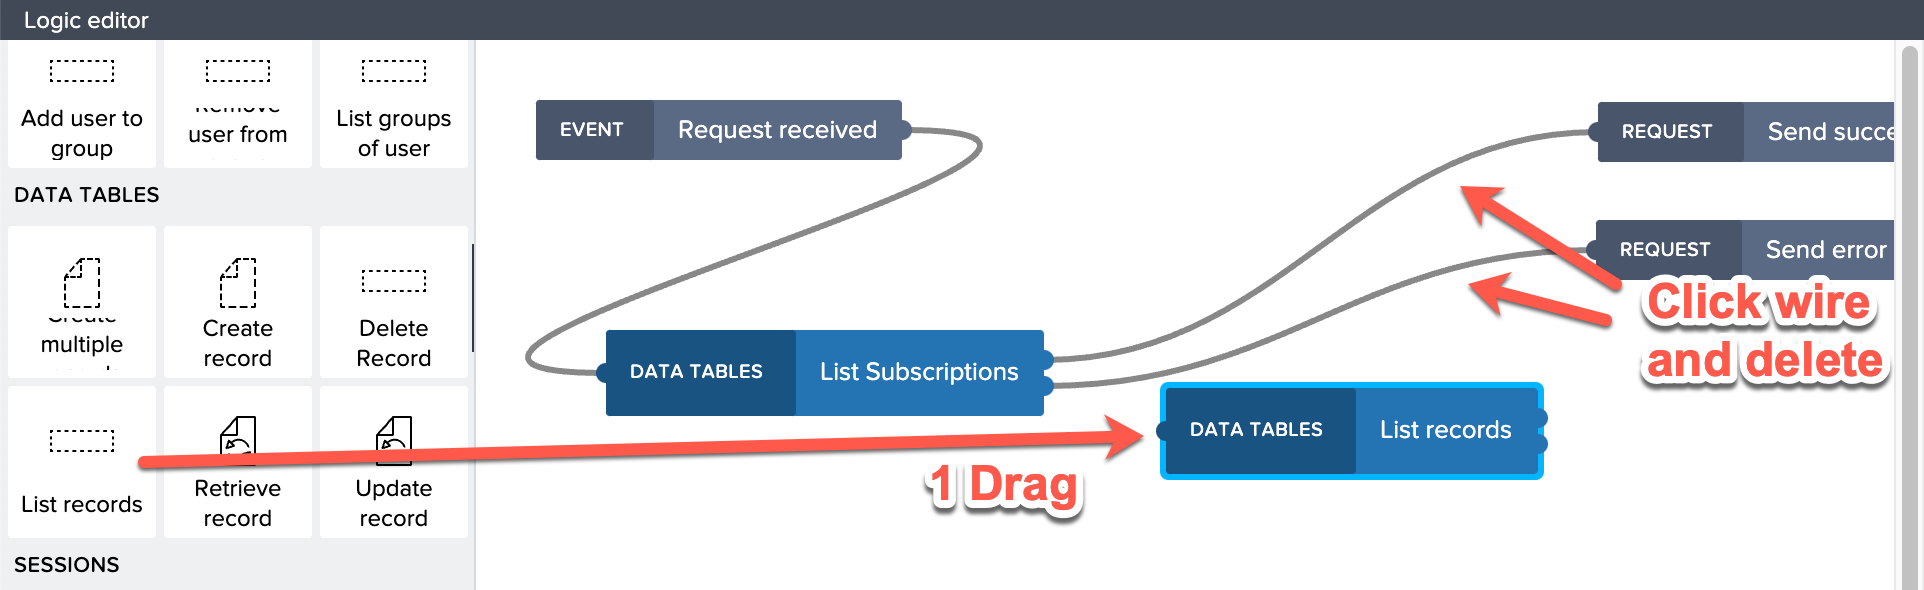 Logic editor
Add user to
group
Remove
user from
List groups
of user
DATA TABLES
Create
multiple
Create
record
Delete
Record
List records
Retrieve
record
Update
record
SESSIONS
EVENT Request received
REQUEST Send succe
REQUEST Send error
DATA TABLES List Subscriptions
DATA TABLES List records
Click wire
and delete
1 Drag